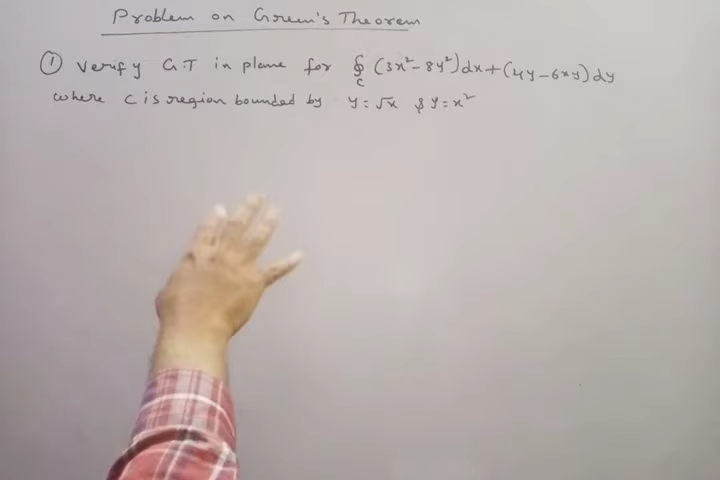 Problem on Green's Theorem
① Verify G.T in plane for ∮c (3x² - 8y²) dx + (4y - 6xy) dy
where c is region bounded by y = √x & y = x²